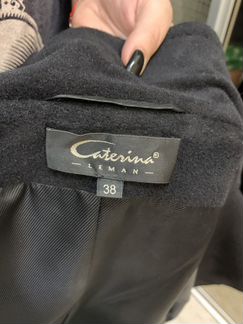 Caterina®
— LEMAN —
38